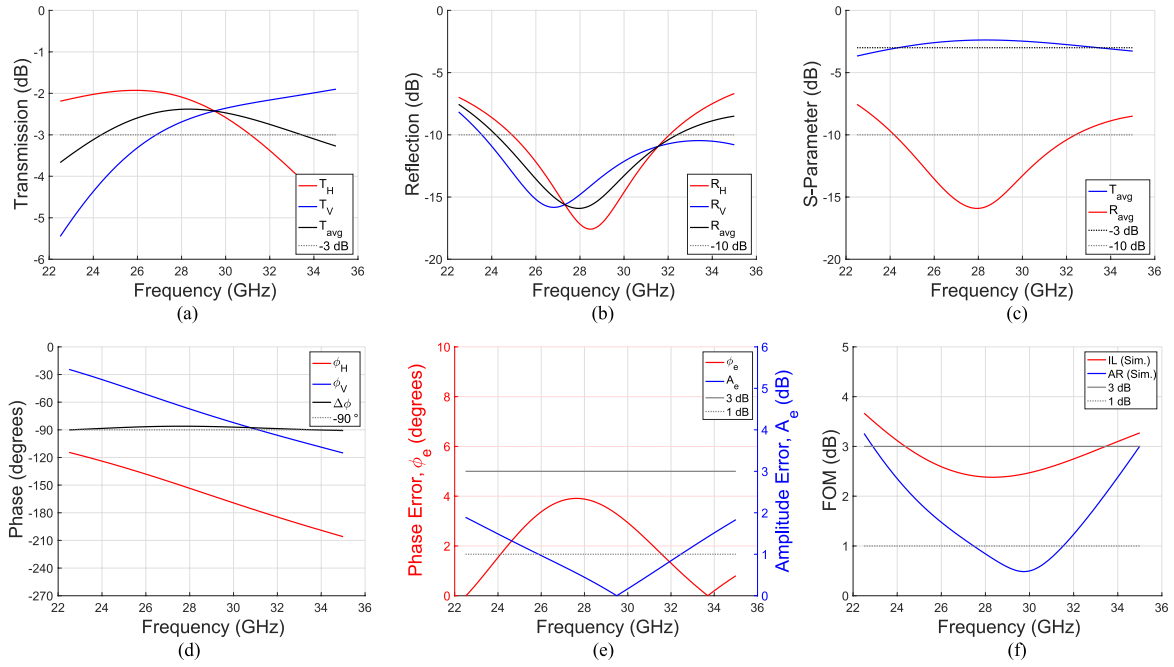 0
-1
-2
-3
-4
-5
-6
Transmission (dB)
T_H
T_V
T_avg
-3 dB
22 24 26 28 30 32 34 36
Frequency (GHz)
(a)
0
-5
-10
-15
-20
Reflection (dB)
R_H
R_V
R_avg
-10 dB
22 24 26 28 30 32 34 36
Frequency (GHz)
(b)
0
-5
-10
-15
-20
S-Parameter (dB)
T_avg
R_avg
-3 dB
-10 dB
22 24 26 28 30 32 34 36
Frequency (GHz)
(c)
0
-30
-60
-90
-120
-150
-180
-210
-240
-270
Phase (degrees)
ϕ_H
ϕ_V
Δϕ
-90°
22 24 26 28 30 32 34 36
Frequency (GHz)
(d)
10
8
6
4
2
0
Phase Error, ϕ_e (degrees)
ϕ_e
A_e
3 dB
1 dB
6
5
4
3
2
1
0
Amplitude Error, A_e (dB)
22 24 26 28 30 32 34 36
Frequency (GHz)
(e)
5
4
3
2
1
0
FOM (dB)
IL (Sim.)
AR (Sim.)
3 dB
1 dB
22 24 26 28 30 32 34 36
Frequency (GHz)
(f)